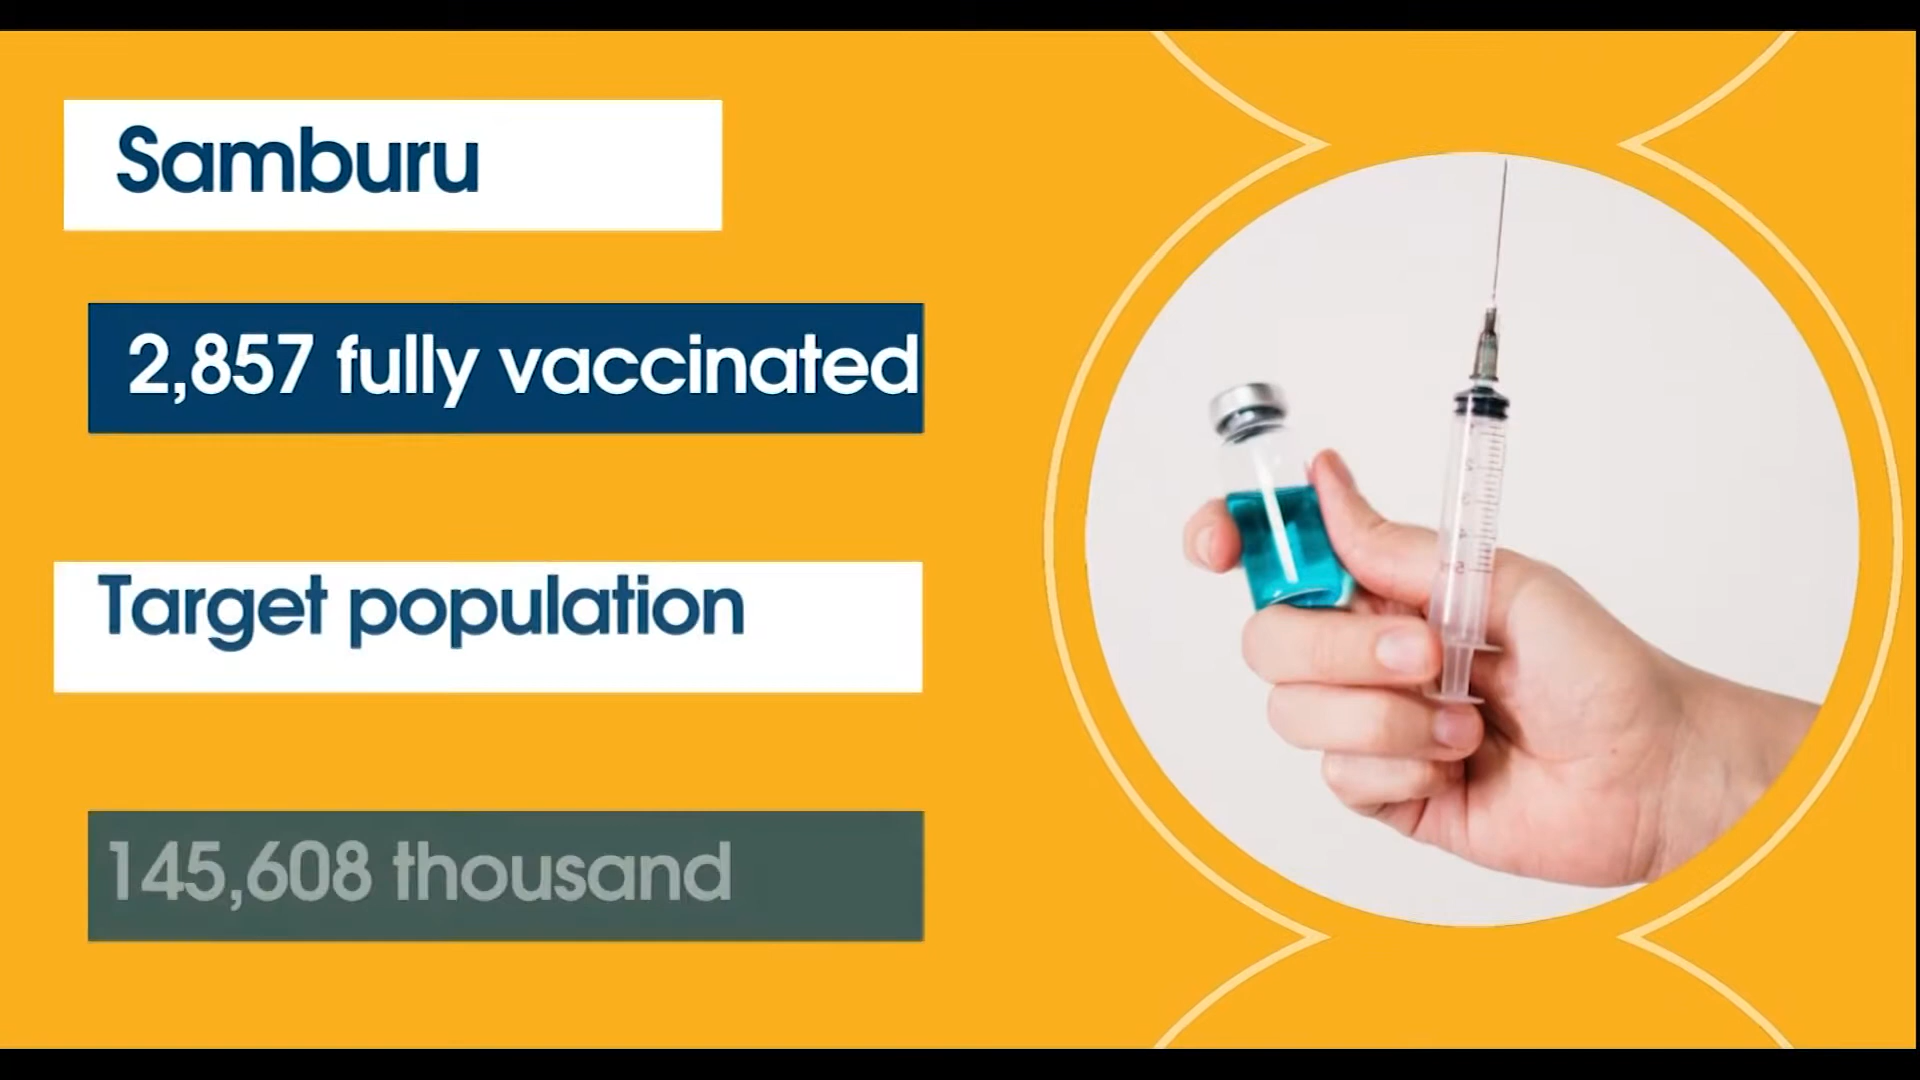 Samburu
2,857 fully vaccinated
Target population
145,608 thousand